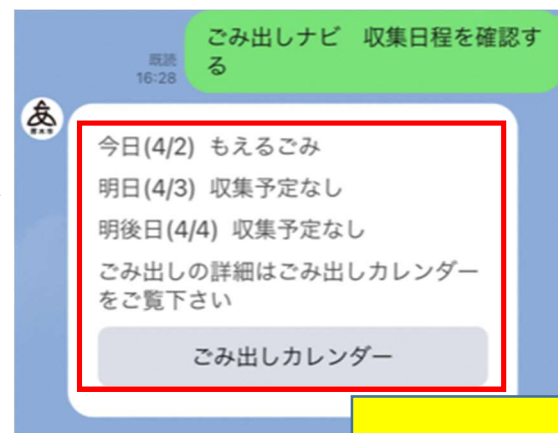 ごみ出しナビ　収集日程を確認す
る
既読
16:28
今日(4/2) もえるごみ
明日(4/3) 収集予定なし
明後日(4/4) 収集予定なし
ごみ出しの詳細はごみ出しカレンダー
をご覧下さい
ごみ出しカレンダー